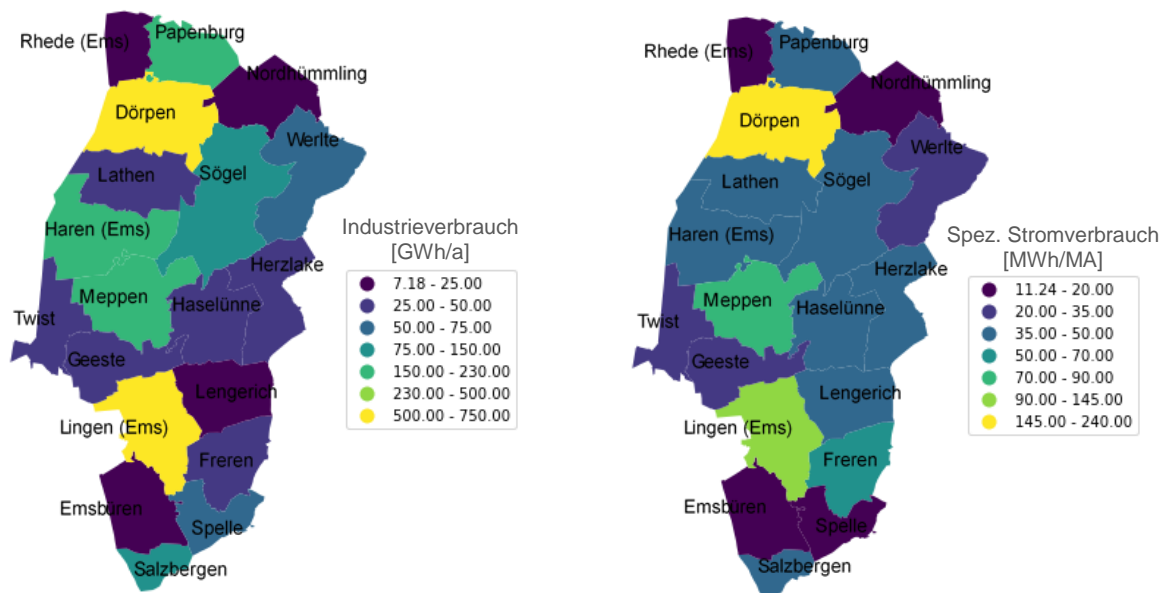 Rhede (Ems)
Papenburg
Nordhümmling
Dörpen
Werlte
Lathen
Sögel
Haren (Ems)
Herzlake
Meppen
Haselünne
Twist
Geeste
Lengerich
Lingen (Ems)
Freren
Emsbüren
Spelle
Salzbergen
Industrieverbrauch
[GWh/a]
7.18 - 25.00
25.00 - 50.00
50.00 - 75.00
75.00 - 150.00
150.00 - 230.00
230.00 - 500.00
500.00 - 750.00
Rhede (Ems)
Papenburg
Nordhümmling
Dörpen
Werlte
Lathen
Sögel
Haren (Ems)
Herzlake
Meppen
Haselünne
Twist
Geeste
Lengerich
Lingen (Ems)
Freren
Emsbüren
Spelle
Salzbergen
Spez. Stromverbrauch
[MWh/MA]
11.24 - 20.00
20.00 - 35.00
35.00 - 50.00
50.00 - 70.00
70.00 - 90.00
90.00 - 145.00
145.00 - 240.00